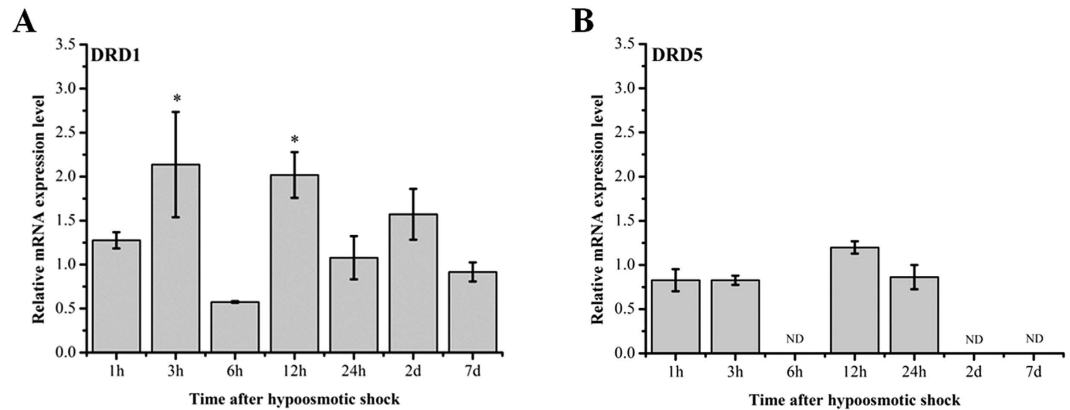 A
DRD1
Relative mRNA expression level
3.5
3.0
2.5
2.0
1.5
1.0
0.5
0.0
*
*
1h 3h 6h 12h 24h 2d 7d
Time after hypoosmotic shock
B
DRD5
Relative mRNA expression level
3.5
3.0
2.5
2.0
1.5
1.0
0.5
0.0
ND ND ND
1h 3h 6h 12h 24h 2d 7d
Time after hypoosmotic shock